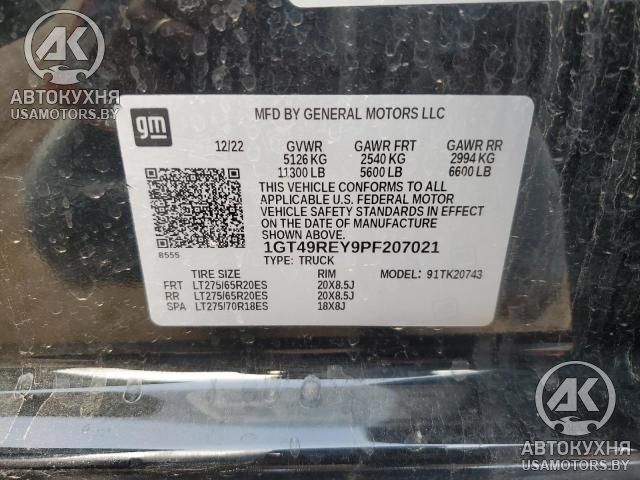 AK
АВТОКУХНЯ
USAMOTORS.BY
gm
MFD BY GENERAL MOTORS LLC
12/22 GVWR GAWR FRT GAWR RR
5126 KG 2540 KG 2994 KG
11300 LB 5600 LB 6600 LB
THIS VEHICLE CONFORMS TO ALL
APPLICABLE U.S. FEDERAL MOTOR
VEHICLE SAFETY STANDARDS IN EFFECT
ON THE DATE OF MANUFACTURE
SHOWN ABOVE.
8555
1GT49REY9PF207021
TYPE: TRUCK
TIRE SIZE RIM MODEL: 91TK20743
FRT LT275/65R20ES 20X8.5J
RR LT275/65R20ES 20X8.5J
SPA LT275/70R18ES 18X8J
AK
АВТОКУХНЯ
USAMOTORS.BY